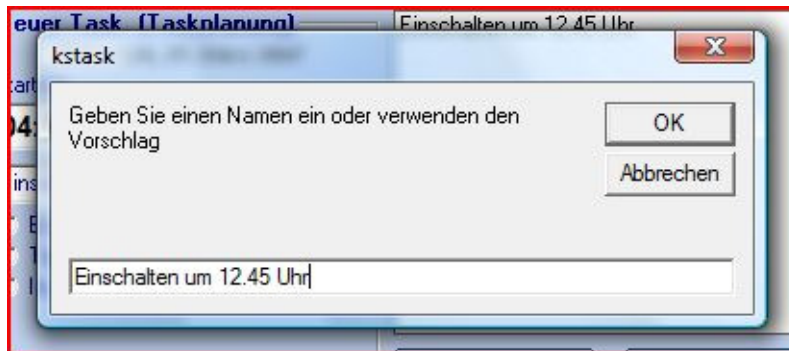 euer Task (Taskplanung)
Einschalten um 12.45 Uhr
kstask
Geben Sie einen Namen ein oder verwenden den
Vorschlag
OK
Abbrechen
Einschalten um 12.45 Uhr